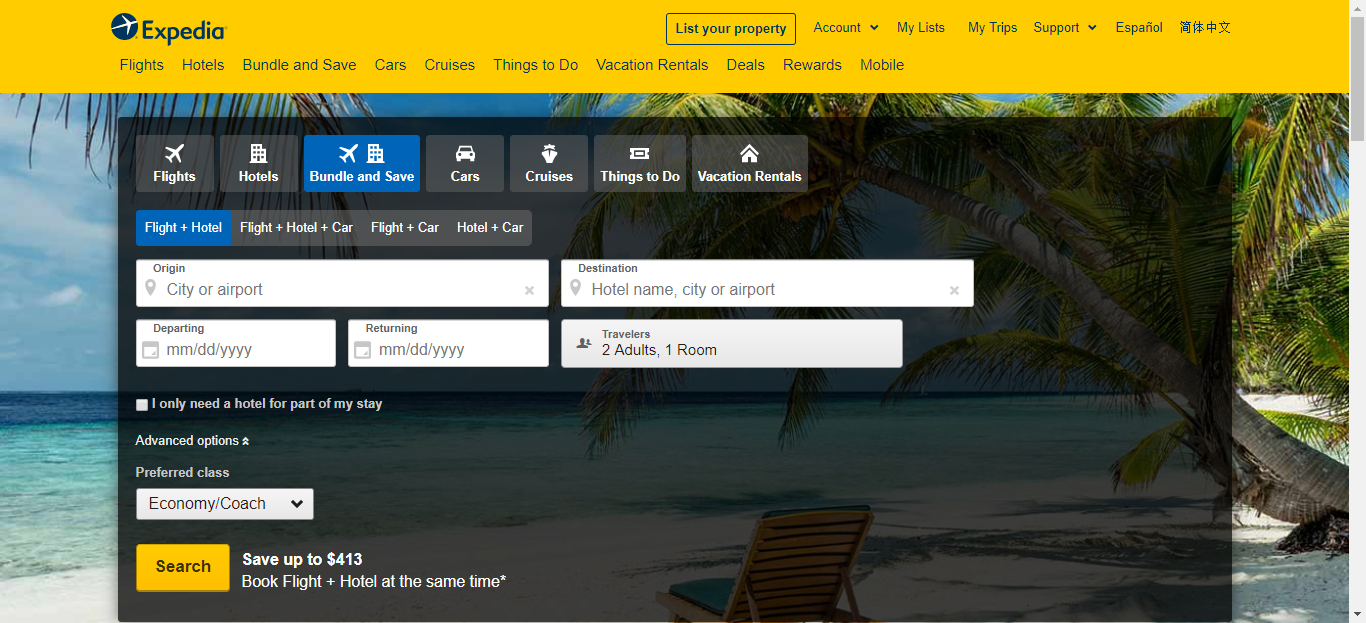 Expedia
List your property Account My Lists My Trips Support Español 简体中文
Flights Hotels Bundle and Save Cars Cruises Things to Do Vacation Rentals Deals Rewards Mobile
Flights Hotels Bundle and Save Cars Cruises Things to Do Vacation Rentals
Flight + Hotel Flight + Hotel + Car Flight + Car Hotel + Car
Origin Destination
City or airport Hotel name, city or airport
Departing Returning Travelers
mm/dd/yyyy mm/dd/yyyy 2 Adults, 1 Room
I only need a hotel for part of my stay
Advanced options
Preferred class
Economy/Coach
Search
Save up to $413
Book Flight + Hotel at the same time*